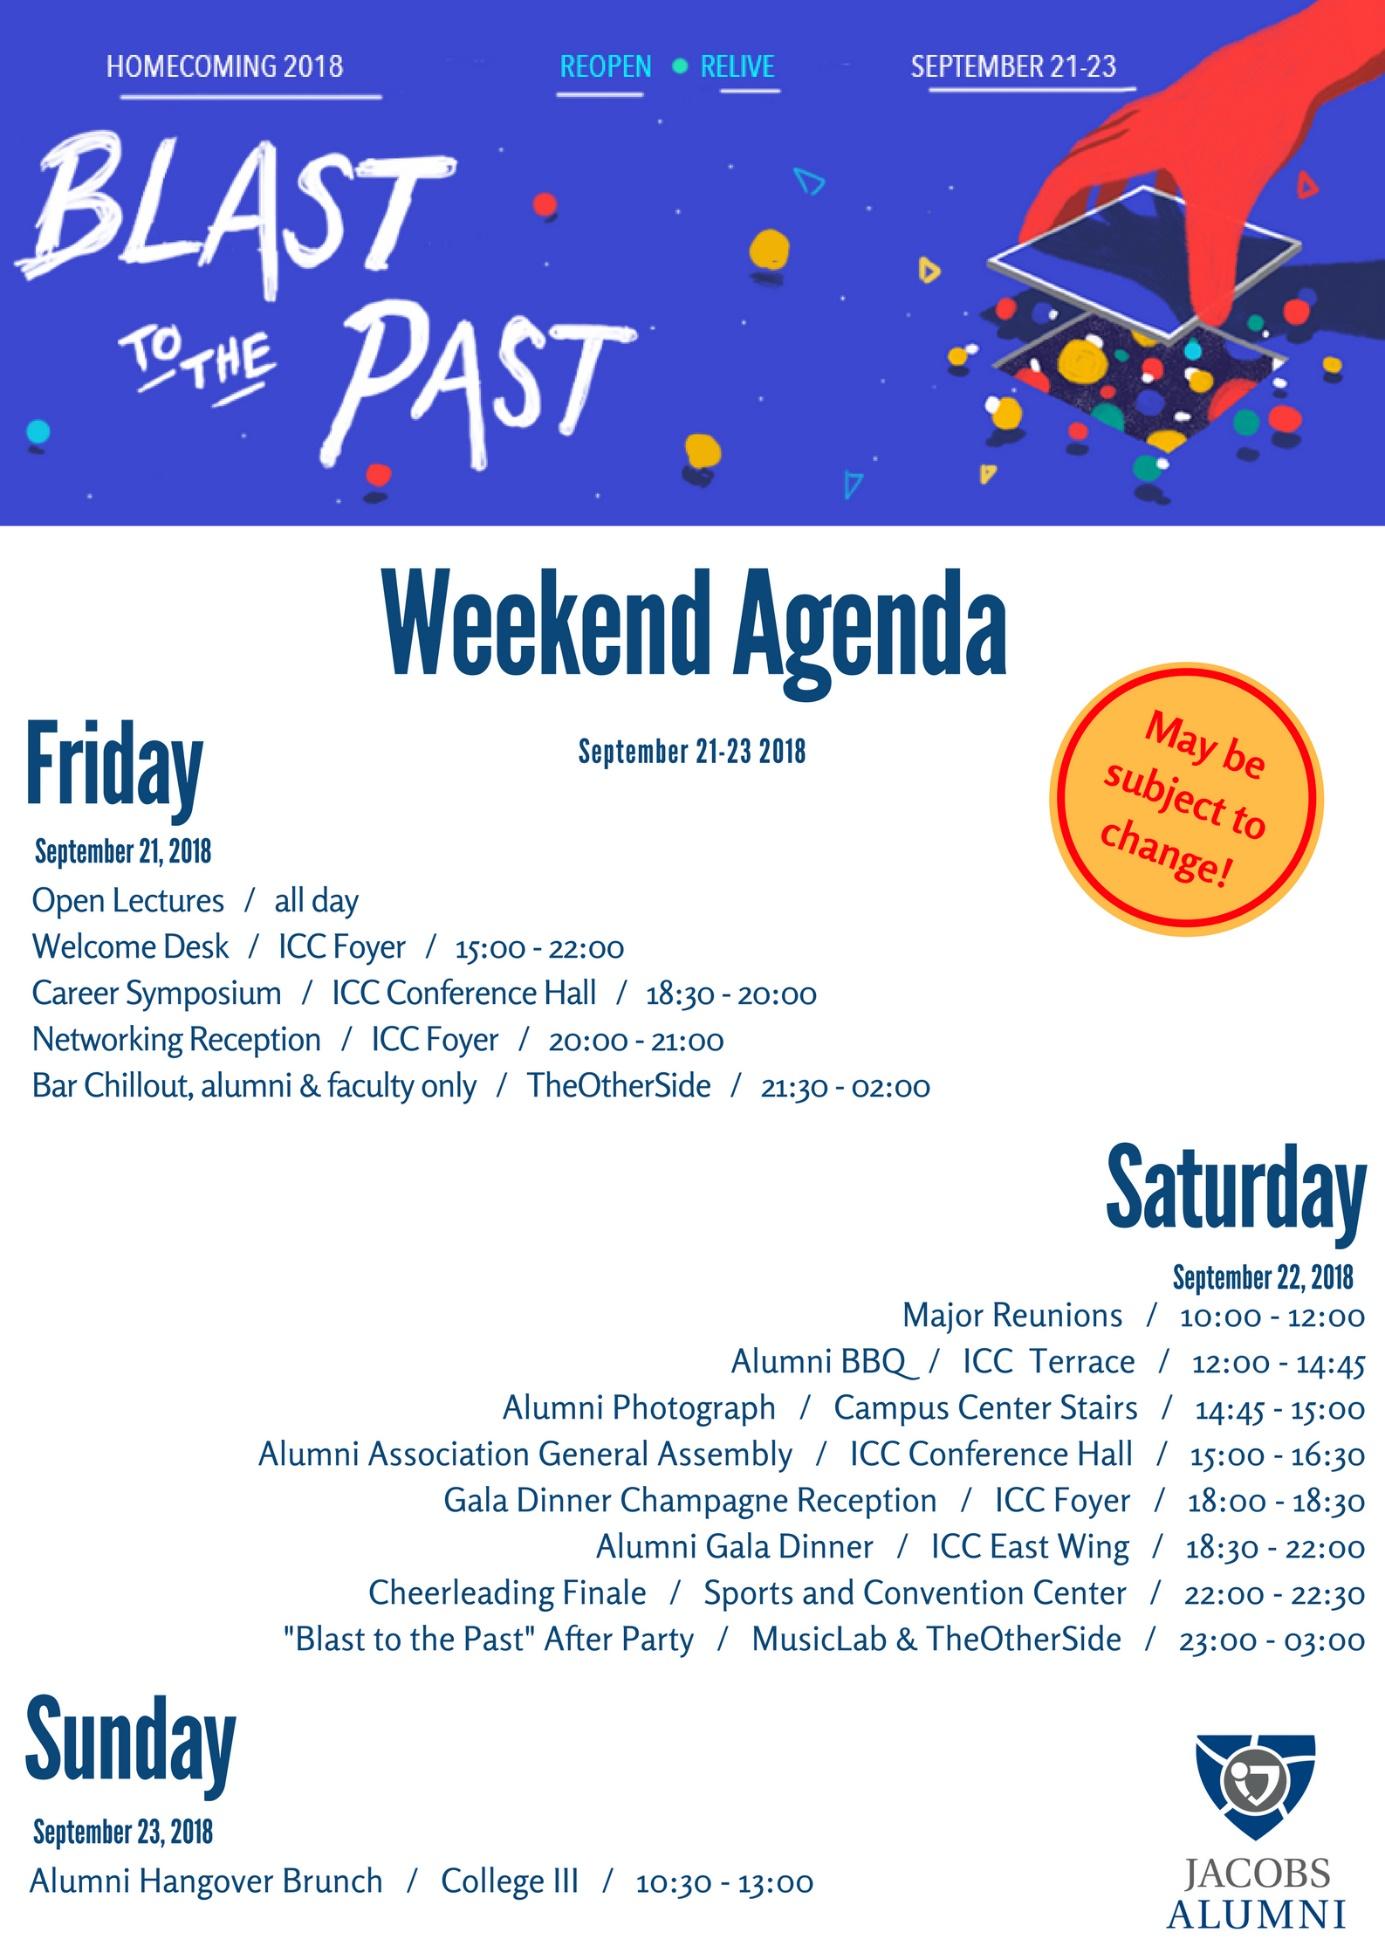 HOMECOMING 2018
REOPEN • RELIVE
SEPTEMBER 21-23
BLAST
TO THE
PAST
Weekend Agenda
September 21-23 2018
May be
subject to
change!
Friday
September 21, 2018
Open Lectures / all day
Welcome Desk / ICC Foyer / 15:00 - 22:00
Career Symposium / ICC Conference Hall / 18:30 - 20:00
Networking Reception / ICC Foyer / 20:00 - 21:00
Bar Chillout, alumni & faculty only / TheOtherSide / 21:30 - 02:00
Saturday
September 22, 2018
Major Reunions / 10:00 - 12:00
Alumni BBQ / ICC Terrace / 12:00 - 14:45
Alumni Photograph / Campus Center Stairs / 14:45 - 15:00
Alumni Association General Assembly / ICC Conference Hall / 15:00 - 16:30
Gala Dinner Champagne Reception / ICC Foyer / 18:00 - 18:30
Alumni Gala Dinner / ICC East Wing / 18:30 - 22:00
Cheerleading Finale / Sports and Convention Center / 22:00 - 22:30
"Blast to the Past" After Party / MusicLab & TheOtherSide / 23:00 - 03:00
Sunday
September 23, 2018
Alumni Hangover Brunch / College III / 10:30 - 13:00
JACOBS
ALUMNI